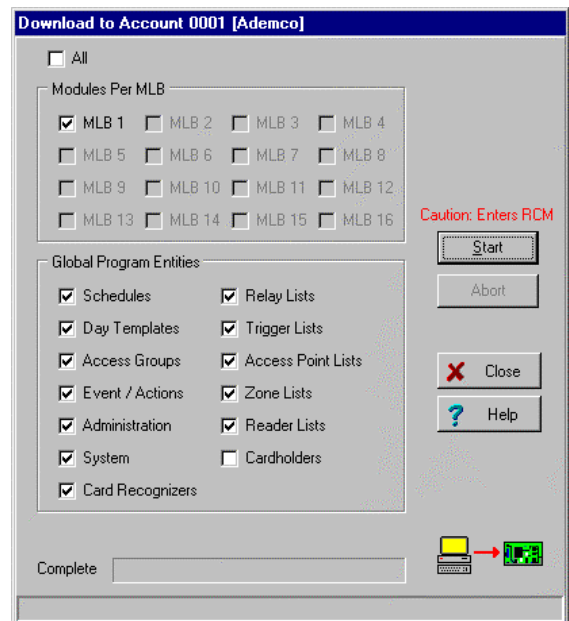 Download to Account 0001 [Ademco]
All
Modules Per MLB
MLB 1 MLB 2 MLB 3 MLB 4
MLB 5 MLB 6 MLB 7 MLB 8
MLB 9 MLB 10 MLB 11 MLB 12
MLB 13 MLB 14 MLB 15 MLB 16
Caution: Enters RCM
Start
Abort
Close
? Help
Global Program Entities
Schedules Relay Lists
Day Templates Trigger Lists
Access Groups Access Point Lists
Event / Actions Zone Lists
Administration Reader Lists
System Cardholders
Card Recognizers
Complete